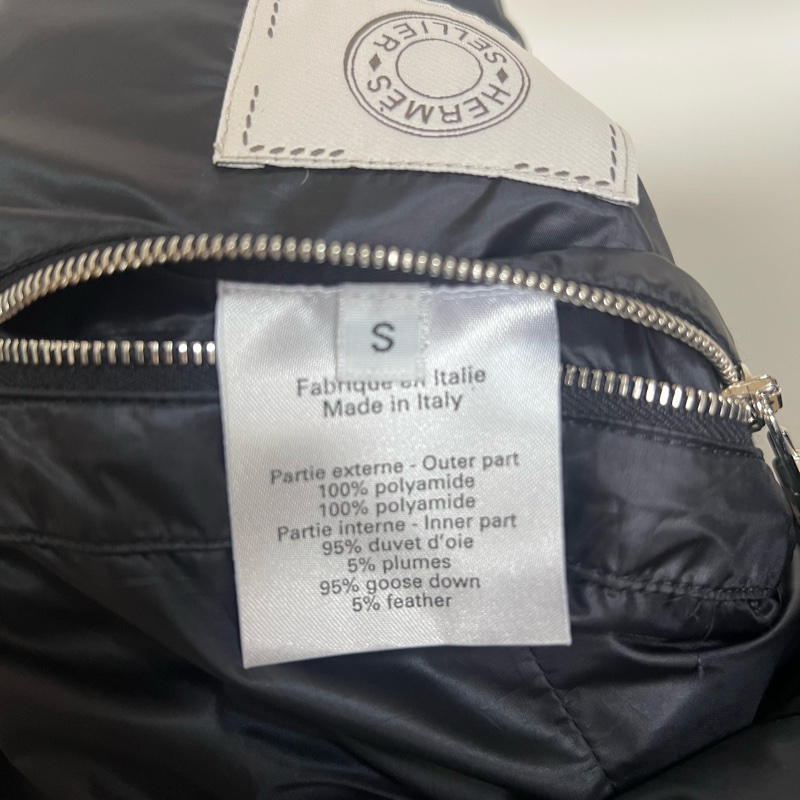 HERMÈS
SELLIER
S
Fabriqué en Italie
Made in Italy
Partie externe - Outer part
100% polyamide
100% polyamide
Partie interne - Inner part
95% duvet d'oie
5% plumes
95% goose down
5% feather